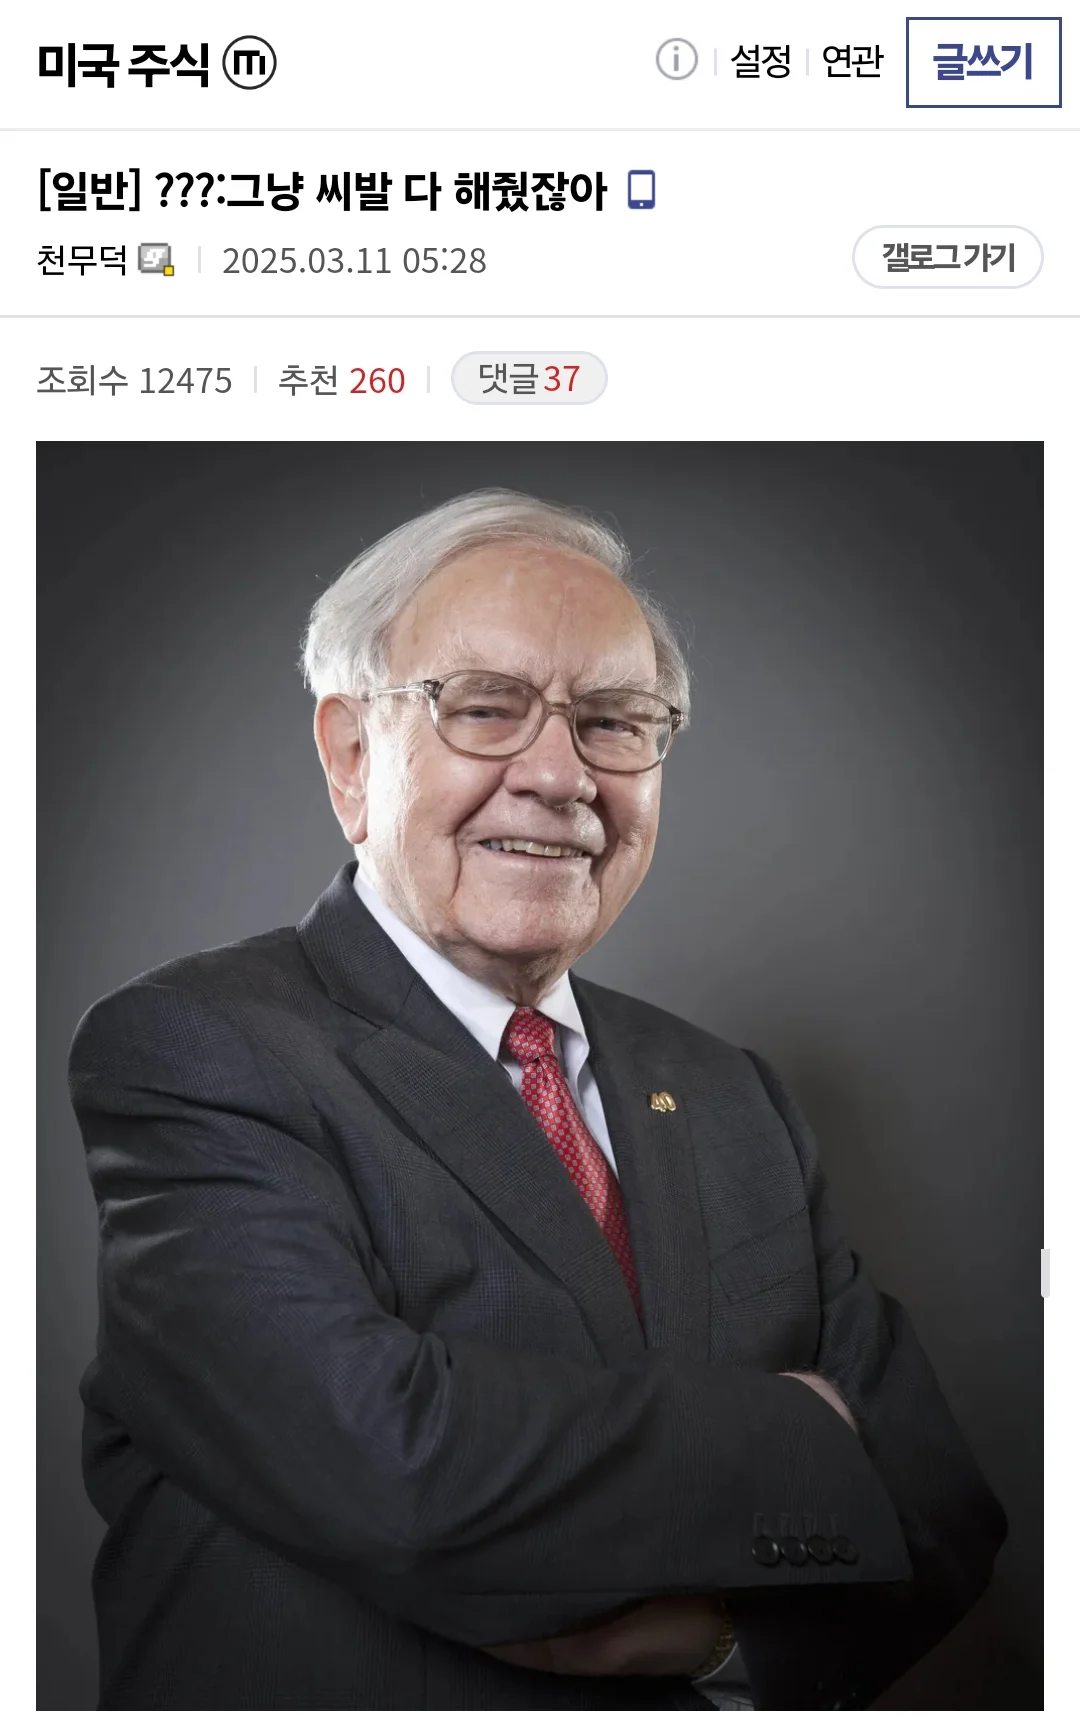 미국 주식 ⓜ ⓘ 설정 연관 글쓰기
[일반] ???:그냥 씨발 다 해줬잖아
천무덕 2025.03.11 05:28 갤로그 가기
조회수 12475 추천 260 댓글 37
40